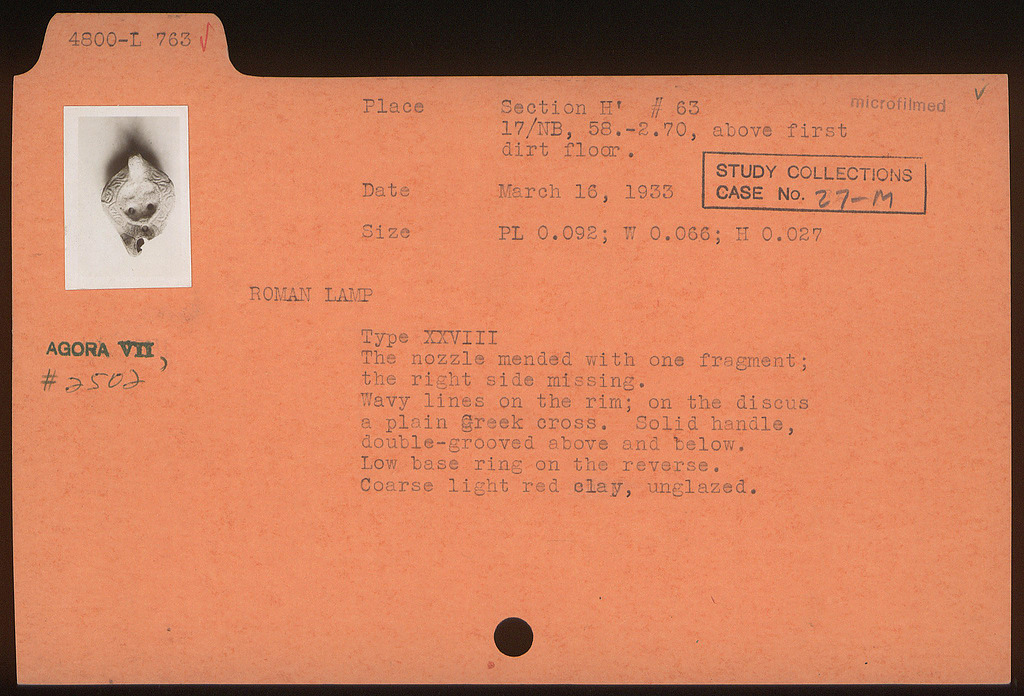 4800-L 763 ✓
Place Section H' # 63
17/NB, 58.-2.70, above first
dirt floor.
microfilmed ✓
STUDY COLLECTIONS
CASE No. 27-M
Date March 16, 1933
Size PL 0.092; W 0.066; H 0.027
ROMAN LAMP
AGORA VII,
# 2502
Type XXVIII
The nozzle mended with one fragment;
the right side missing.
Wavy lines on the rim; on the discus
a plain Greek cross. Solid handle,
double-grooved above and below.
Low base ring on the reverse.
Coarse light red clay, unglazed.